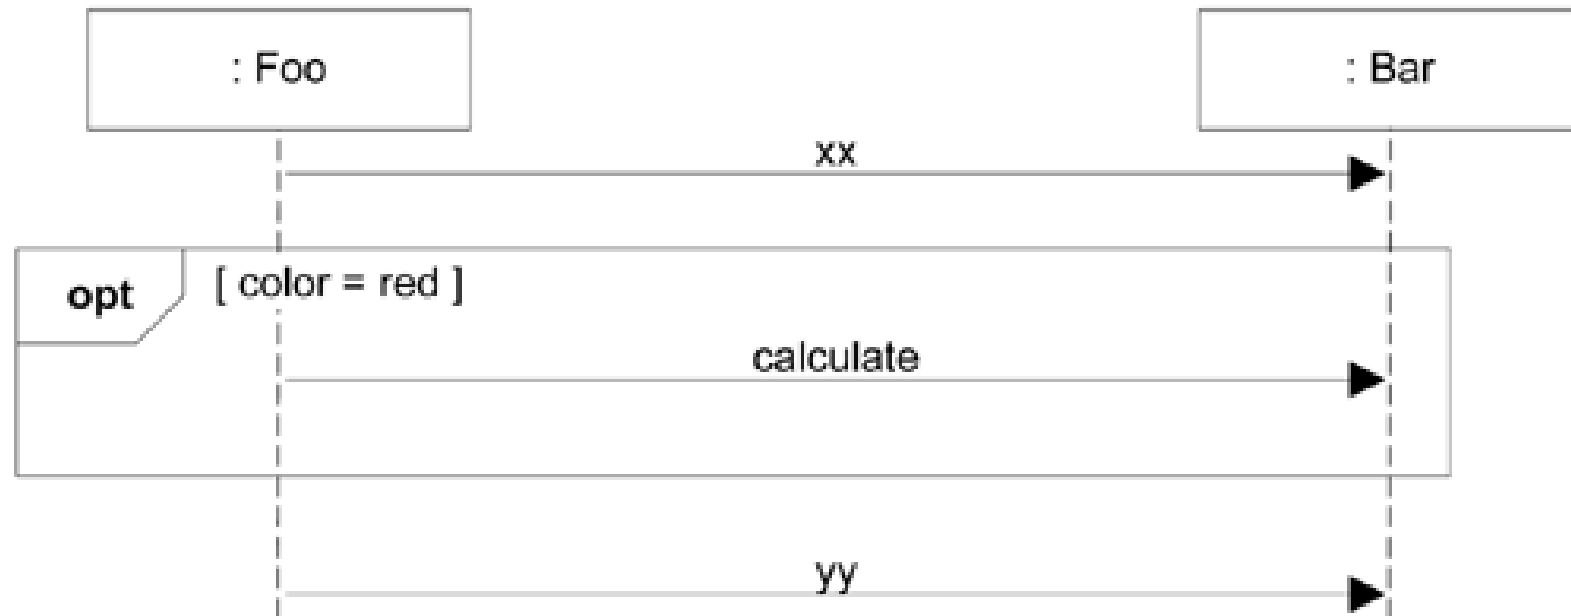 : Foo
: Bar
xx
opt
[ color = red ]
calculate
yy